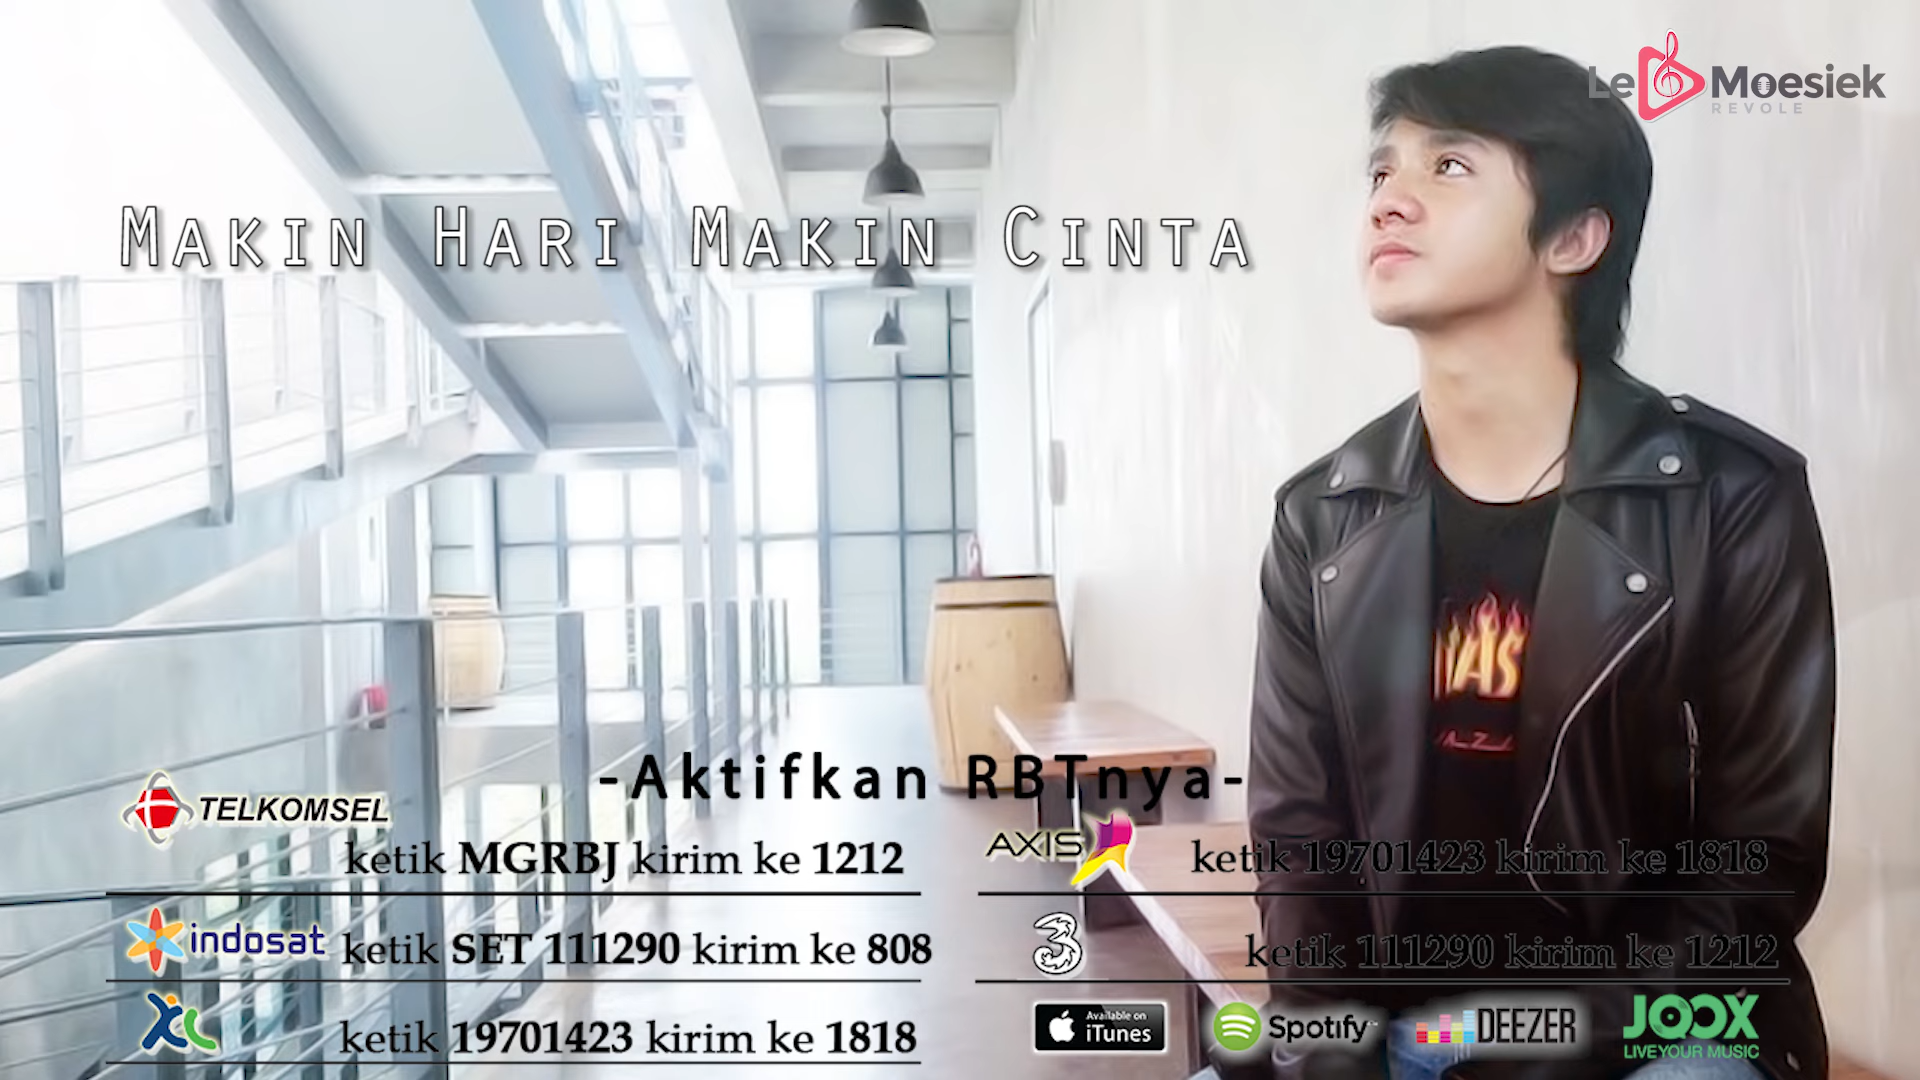 Le Moesiek
REVOLE
Makin Hari Makin Cinta
-Aktifkan RBTnya-
TELKOMSEL
ketik MGRBJ kirim ke 1212
indosat
ketik SET 111290 kirim ke 808
XL
ketik 19701423 kirim ke 1818
AXIS
ketik 19701423 kirim ke 1818
3
ketik 111290 kirim ke 1212
Available on
iTunes
Spotify
DEEZER
JOOX
LIVE YOUR MUSIC